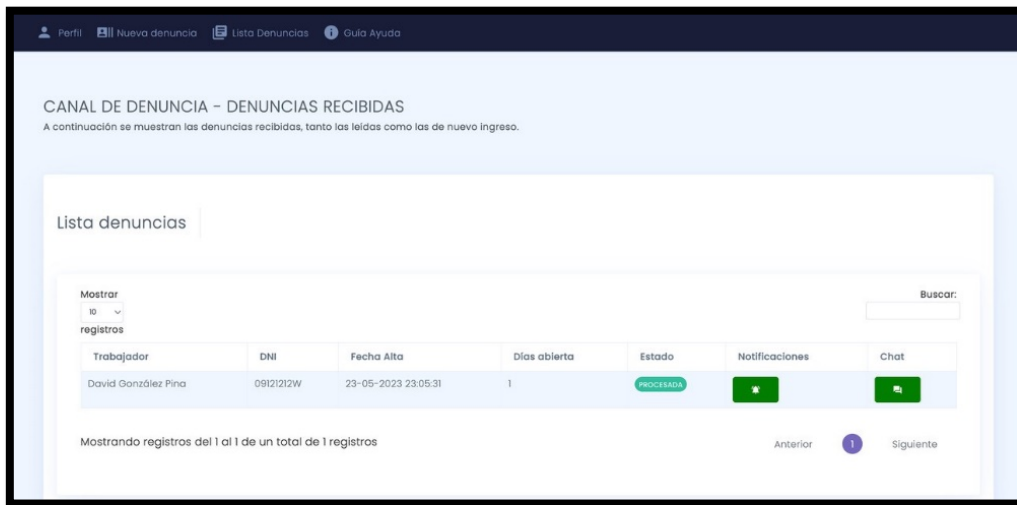 Perfil Nueva denuncia Lista Denuncias Guia Ayuda
CANAL DE DENUNCIA - DENUNCIAS RECIBIDAS
A continuación se muestran las denuncias recibidas, tanto las leídas como las de nuevo ingreso.
Lista denuncias
Mostrar
10
registros
Buscar:
Trabajador DNI Fecha Alta Días abierta Estado Notificaciones Chat
David González Pina 09121212W 23-05-2023 23:05:31 1 PROCESADA
Mostrando registros del 1 al 1 de un total de 1 registros
Anterior 1 Siguiente